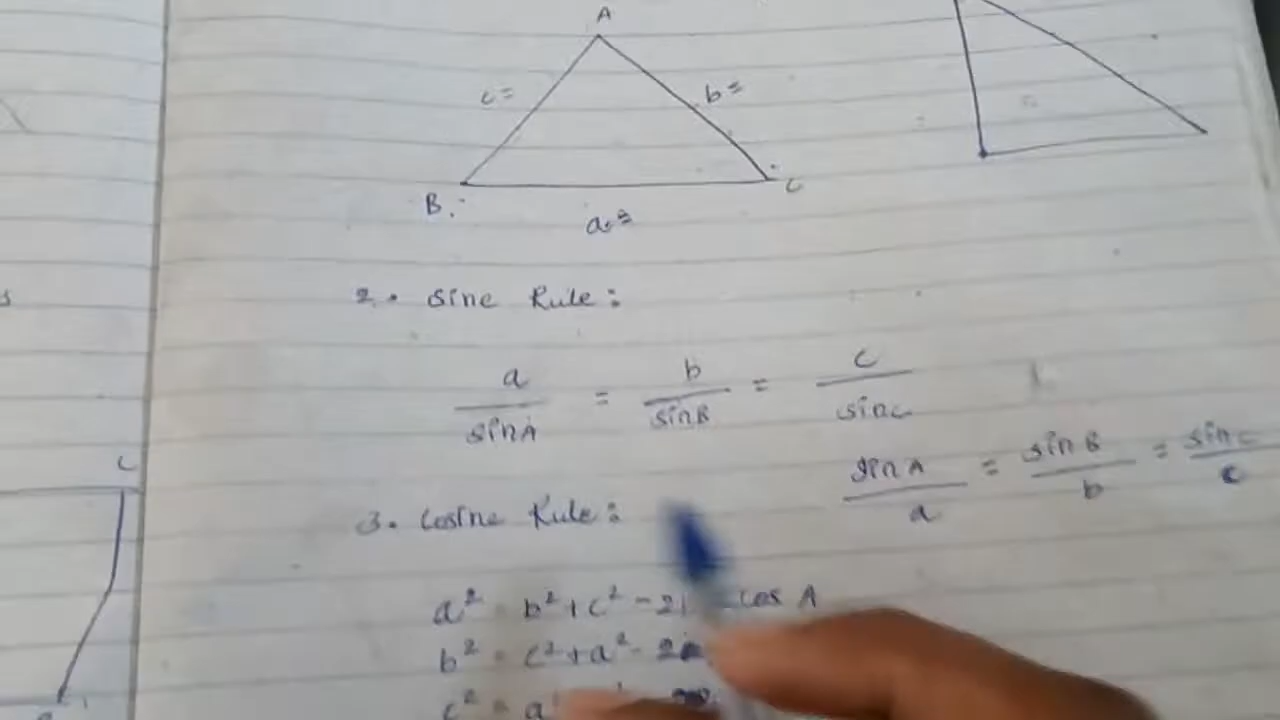 A
c = b =
B. C
a =
2. Sine Rule:
a/sinA = b/sinB = c/sinC
sinA/a = sinB/b = sinC/c
3. Cosine Rule:
a² = b² + c² - 2 cos A
b² = c² + a² - 2
c² = a²
C